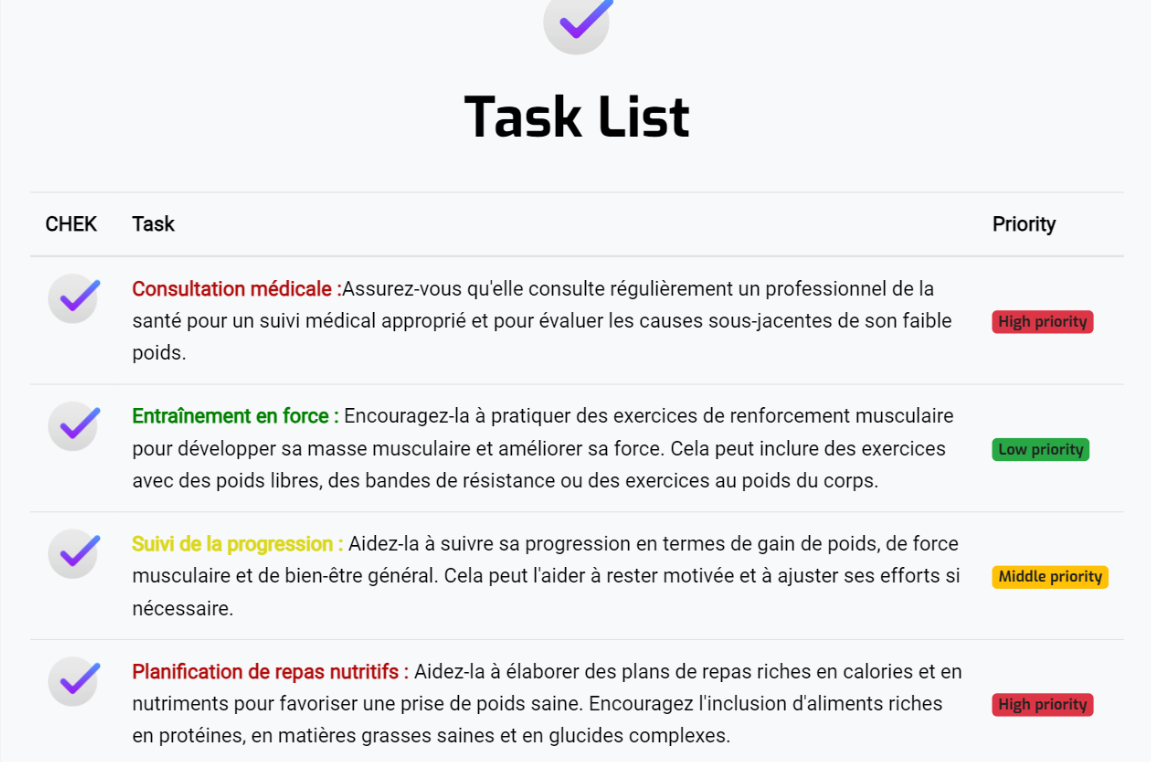 Task List
CHEK Task Priority
Consultation médicale :Assurez-vous qu'elle consulte régulièrement un professionnel de la
santé pour un suivi médical approprié et pour évaluer les causes sous-jacentes de son faible
poids.
High priority
Entraînement en force : Encouragez-la à pratiquer des exercices de renforcement musculaire
pour développer sa masse musculaire et améliorer sa force. Cela peut inclure des exercices
avec des poids libres, des bandes de résistance ou des exercices au poids du corps.
Low priority
Suivi de la progression : Aidez-la à suivre sa progression en termes de gain de poids, de force
musculaire et de bien-être général. Cela peut l'aider à rester motivée et à ajuster ses efforts si
nécessaire.
Middle priority
Planification de repas nutritifs : Aidez-la à élaborer des plans de repas riches en calories et en
nutriments pour favoriser une prise de poids saine. Encouragez l'inclusion d'aliments riches
en protéines, en matières grasses saines et en glucides complexes.
High priority